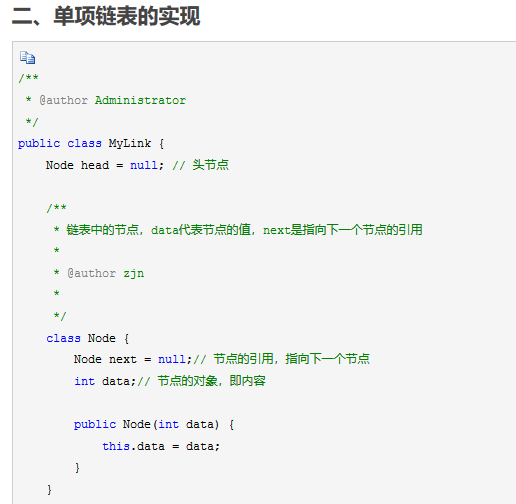 二、单项链表的实现
/**
 * @author Administrator
 */
public class MyLink {
    Node head = null; // 头节点
    /**
     * 链表中的节点，data代表节点的值，next是指向下一个节点的引用
     *
     * @author zjn
     *
     */
    class Node {
        Node next = null;// 节点的引用，指向下一个节点
        int data;// 节点的对象，即内容
        public Node(int data) {
            this.data = data;
        }
    }